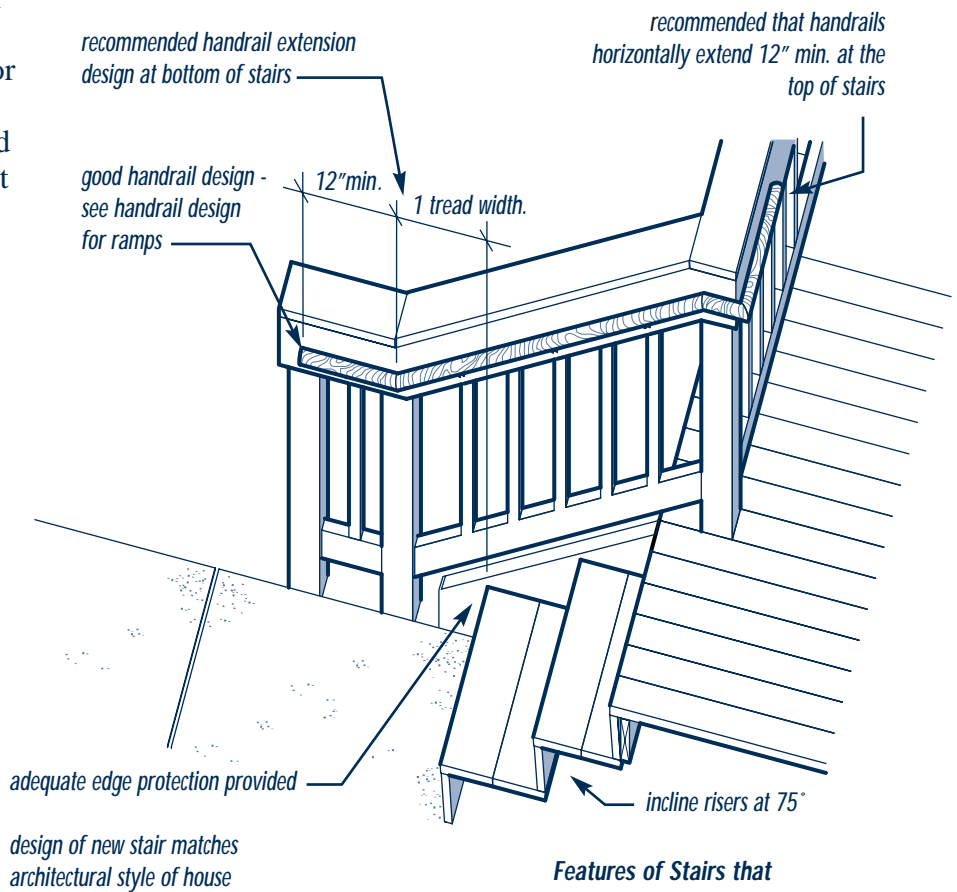 or
d
t
recommended handrail extension
design at bottom of stairs
recommended that handrails
horizontally extend 12" min. at the
top of stairs
good handrail design -
see handrail design
for ramps
12"min.
1 tread width.
adequate edge protection provided
incline risers at 75˚
design of new stair matches
architectural style of house
Features of Stairs that